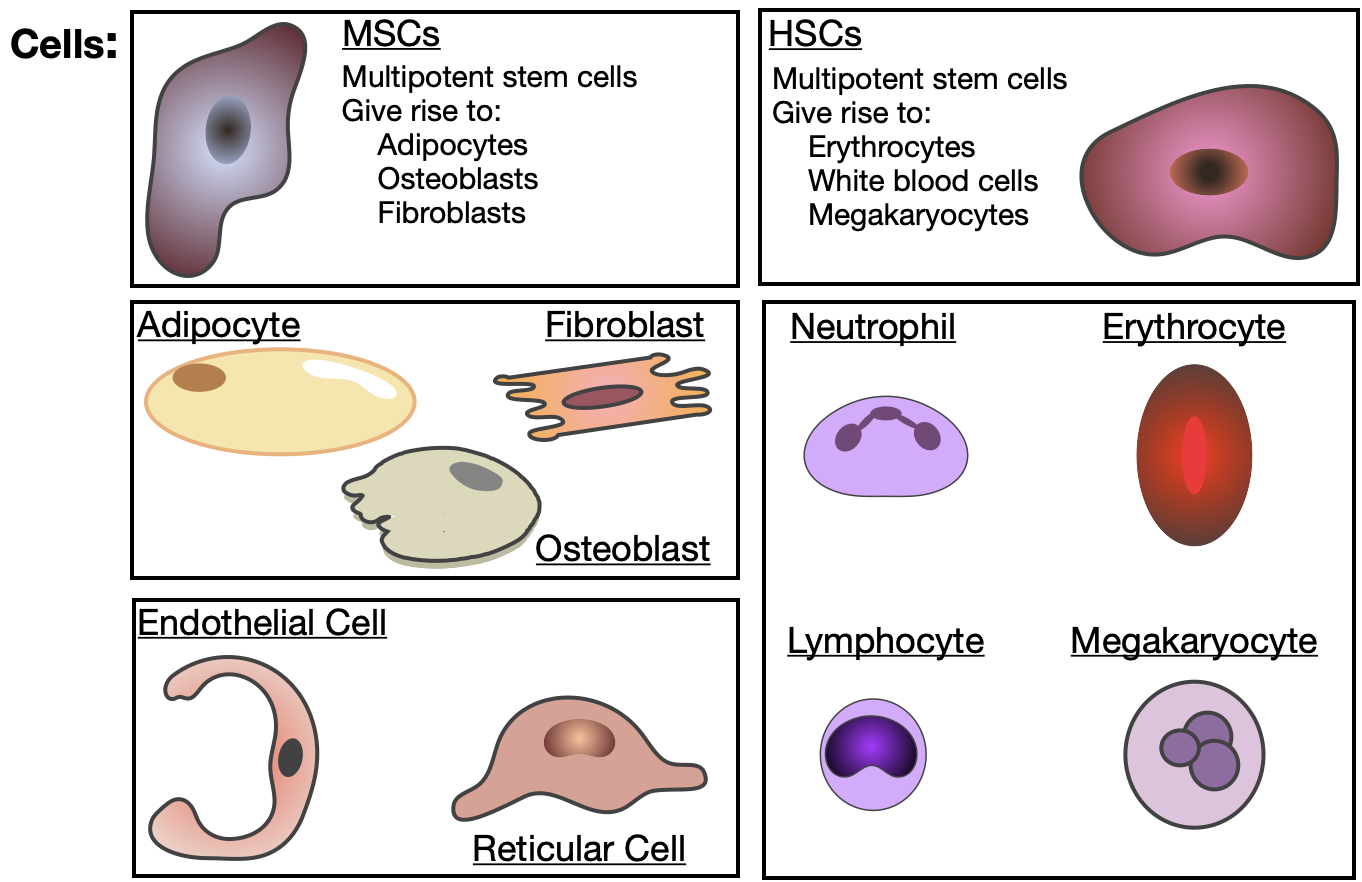 Cells:
MSCs
Multipotent stem cells
Give rise to:
Adipocytes
Osteoblasts
Fibroblasts
HSCs
Multipotent stem cells
Give rise to:
Erythrocytes
White blood cells
Megakaryocytes
Adipocyte
Fibroblast
Osteoblast
Neutrophil
Erythrocyte
Lymphocyte
Megakaryocyte
Endothelial Cell
Reticular Cell